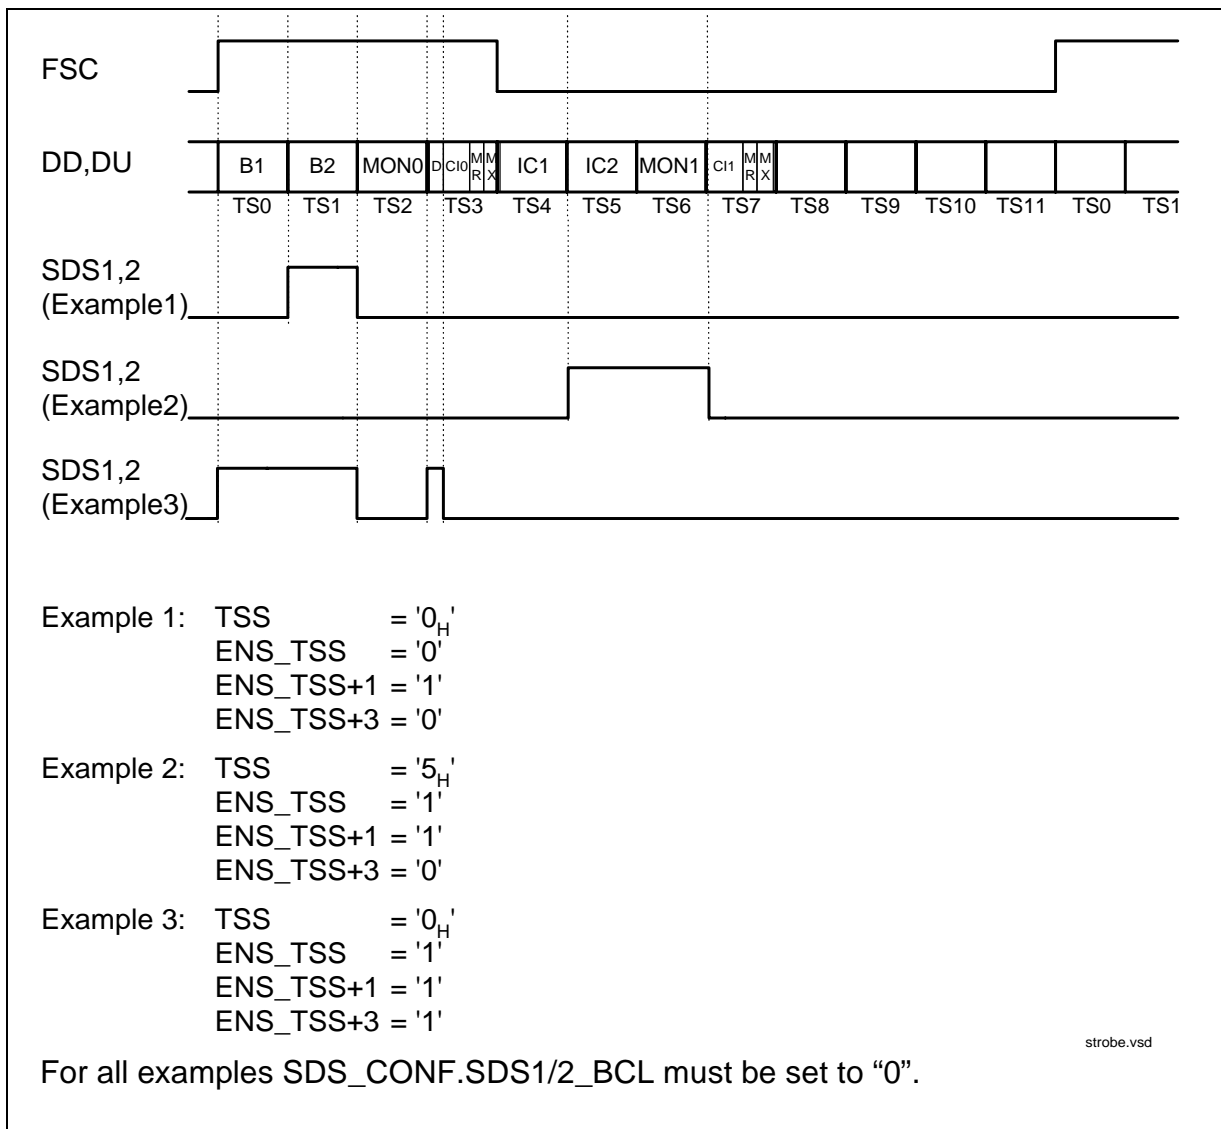 FSC
DD,DU B1 B2 MON0 D CI0 MR MX IC1 IC2 MON1 CI1 MR MX
TS0 TS1 TS2 TS3 TS4 TS5 TS6 TS7 TS8 TS9 TS10 TS11 TS0 TS1
SDS1,2
(Example1)
SDS1,2
(Example2)
SDS1,2
(Example3)
Example 1: TSS = '0H'
ENS_TSS = '0'
ENS_TSS+1 = '1'
ENS_TSS+3 = '0'
Example 2: TSS = '5H'
ENS_TSS = '1'
ENS_TSS+1 = '1'
ENS_TSS+3 = '0'
Example 3: TSS = '0H'
ENS_TSS = '1'
ENS_TSS+1 = '1'
ENS_TSS+3 = '1'
strobe.vsd
For all examples SDS_CONF.SDS1/2_BCL must be set to “0”.